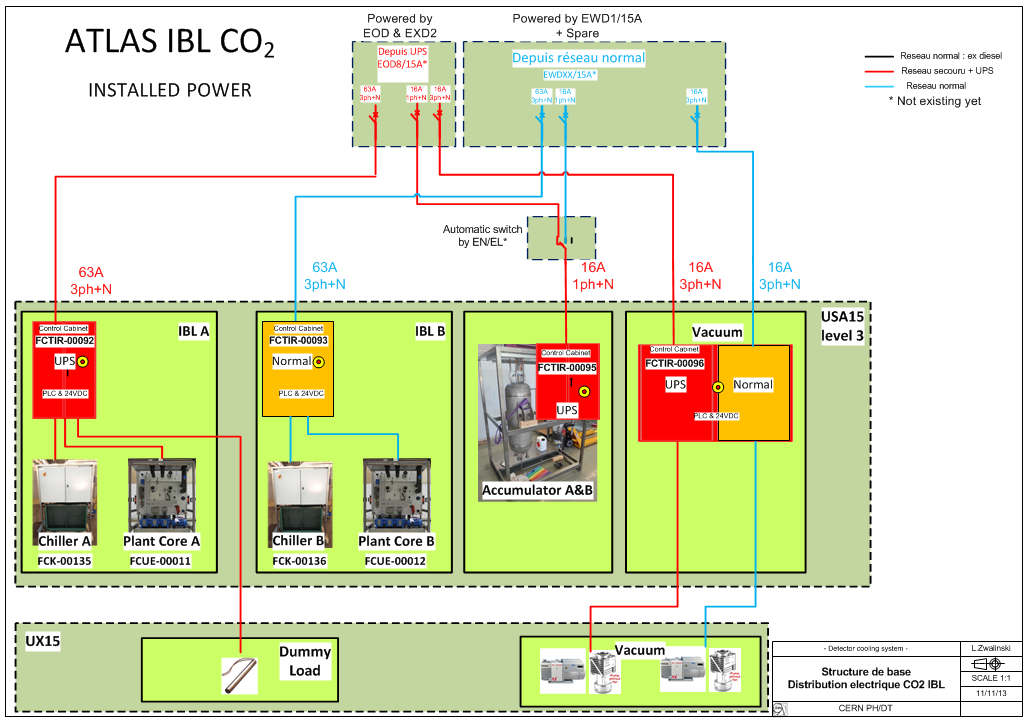 ATLAS IBL CO2
INSTALLED POWER
Powered by
EOD & EXD2
Powered by EWD1/15A
+ Spare
Depuis UPS
EOD8/15A*
Depuis réseau normal
EWDXX/15A*
63A
3ph+N
16A
1ph+N
16A
3ph+N
63A
3ph+N
16A
1ph+N
16A
3ph+N
Reseau normal : ex diesel
Reseau secouru + UPS
Reseau normal
* Not existing yet
Automatic switch
by EN/EL*
63A
3ph+N
63A
3ph+N
16A
1ph+N
16A
3ph+N
16A
3ph+N
USA15
level 3
IBL A
Control Cabinet
FCTIR-00092
UPS
PLC & 24VDC
Chiller A
FCK-00135
Plant Core A
FCUE-00011
IBL B
Control Cabinet
FCTIR-00093
Normal
PLC & 24VDC
Chiller B
FCK-00136
Plant Core B
FCUE-00012
Control Cabinet
FCTIR-00095
UPS
Accumulator A&B
Vacuum
Control Cabinet
FCTIR-00096
UPS
Normal
PLC & 24VDC
UX15
Dummy
Load
Vacuum
- Detector cooling system -
L.Zwalinski
Structure de base
Distribution electrique CO2 IBL
SCALE 1:1
11/11/13
CERN PH/DT